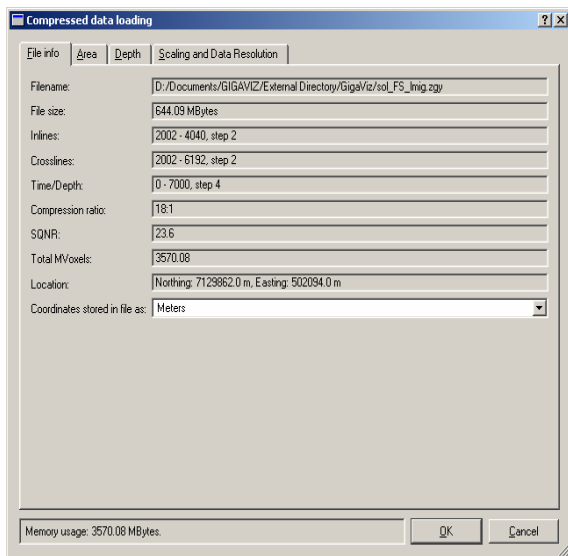 Compressed data loading
File info Area Depth Scaling and Data Resolution
Filename: D:/Documents/GIGAVIZ/External Directory/GigaViz/sol_FS_lmig.zgy
File size: 644.09 MBytes
Inlines: 2002 - 4040, step 2
Crosslines: 2002 - 6192, step 2
Time/Depth: 0 - 7000, step 4
Compression ratio: 18:1
SQNR: 23.6
Total MVoxels: 3570.08
Location: Northing: 7129862.0 m, Easting: 502094.0 m
Coordinates stored in file as: Meters
Memory usage: 3570.08 MBytes. OK Cancel